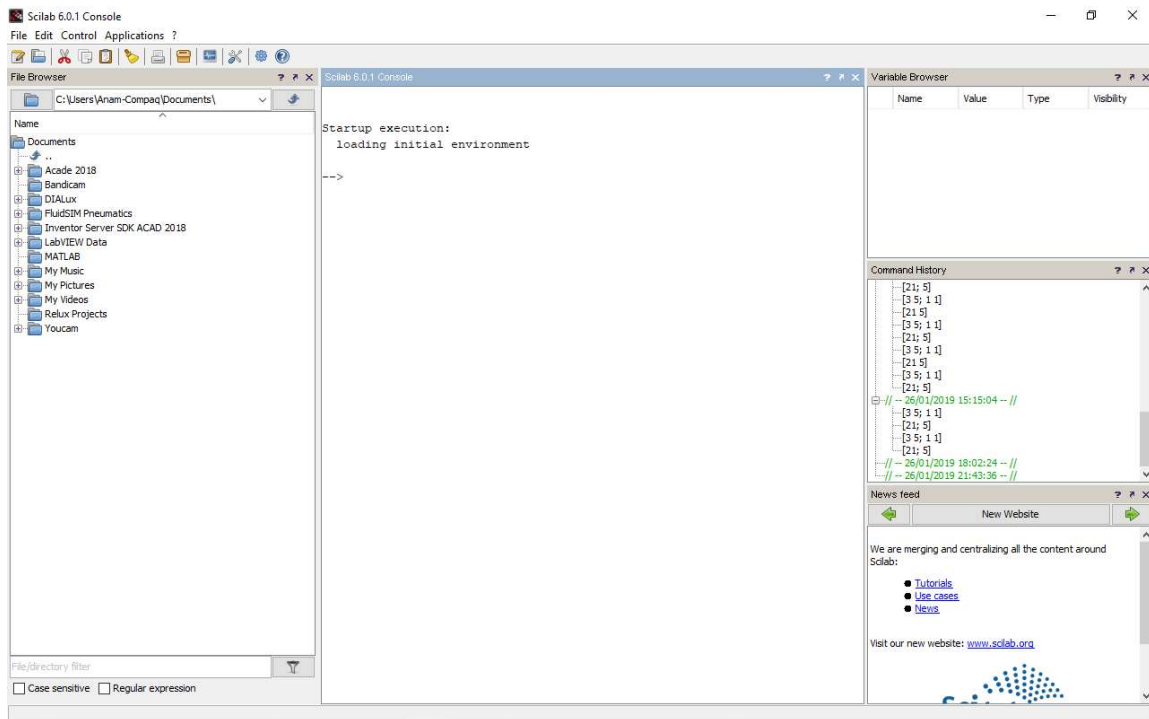 Scilab 6.0.1 Console
File Edit Control Applications ?
File Browser
C:\Users\Anam-Compaq\Documents\
Name
Documents
..
Acade 2018
Bandicam
DIALux
FluidSIM Pneumatics
Inventor Server SDK ACAD 2018
LabVIEW Data
MATLAB
My Music
My Pictures
My Videos
Relux Projects
Youcam
File/directory filter
Case sensitive Regular expression
Scilab 6.0.1 Console
Startup execution:
loading initial environment
-->
Variable Browser
Name Value Type Visibility
Command History
[21; 5]
[3 5; 1 1]
[21 5]
[3 5; 1 1]
[21; 5]
[3 5; 1 1]
[21 5]
[3 5; 1 1]
[21; 5]
// -- 26/01/2019 15:15:04 -- //
[3 5; 1 1]
[21; 5]
[3 5; 1 1]
[21; 5]
// -- 26/01/2019 18:02:24 -- //
// -- 26/01/2019 21:43:36 -- //
News feed
New Website
We are merging and centralizing all the content around
Scilab:
Tutorials
Use cases
News
Visit our new website: www.scilab.org